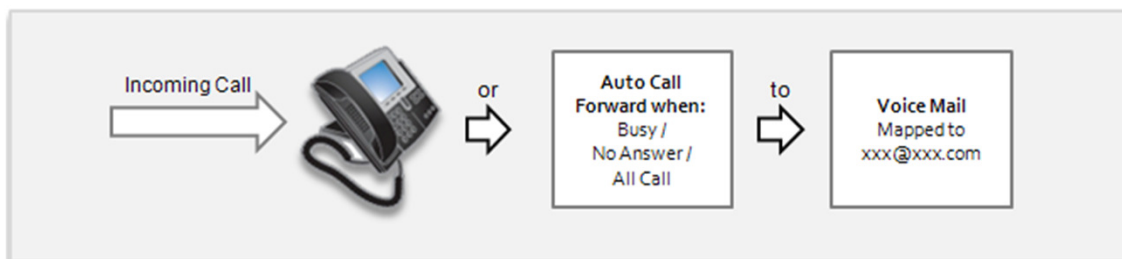 Incoming Call
or
Auto Call
Forward when:
Busy /
No Answer /
All Call
to
Voice Mail
Mapped to
xxx@xxx.com